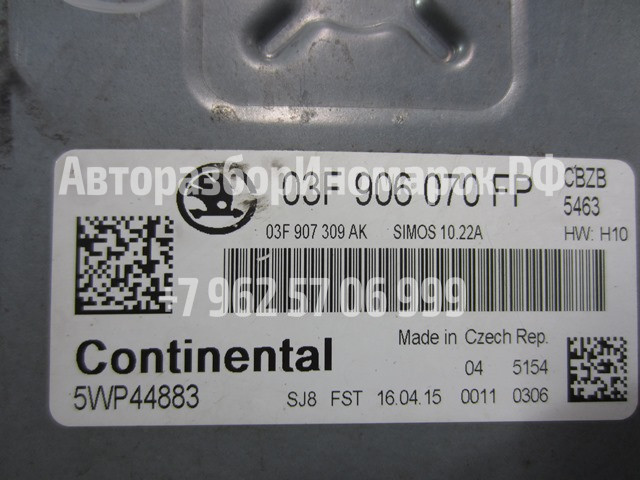 АвторазборИномарок.РФ
03F 906 070 FP
CBZB
5463
03F 907 309 AK SIMOS 10.22A HW: H10
+7 962 57 06 999
Made in Czech Rep.
Continental
04 5154
5WP44883
SJ8 FST 16.04.15 0011 0306